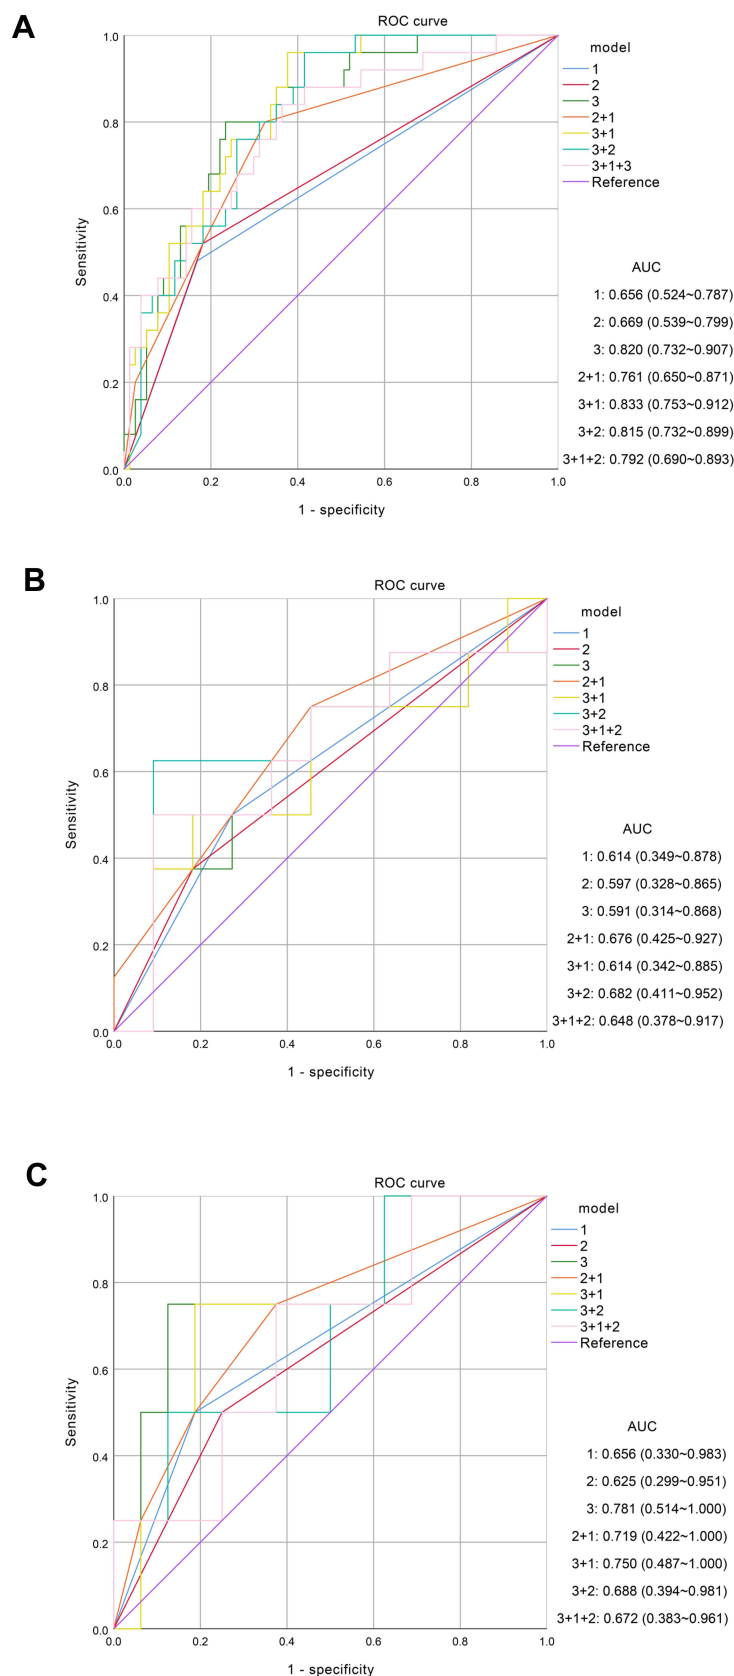 A
ROC curve
model
1
2
3
2+1
3+1
3+2
3+1+3
Reference
1.0
0.8
0.6
0.4
0.2
0.0
Sensitivity
0.0 0.2 0.4 0.6 0.8 1.0
1 - specificity
AUC
1: 0.656 (0.524~0.787)
2: 0.669 (0.539~0.799)
3: 0.820 (0.732~0.907)
2+1: 0.761 (0.650~0.871)
3+1: 0.833 (0.753~0.912)
3+2: 0.815 (0.732~0.899)
3+1+2: 0.792 (0.690~0.893)
B
ROC curve
model
1
2
3
2+1
3+1
3+2
3+1+2
Reference
1.0
0.8
0.6
0.4
0.2
0.0
Sensitivity
0.0 0.2 0.4 0.6 0.8 1.0
1 - specificity
AUC
1: 0.614 (0.349~0.878)
2: 0.597 (0.328~0.865)
3: 0.591 (0.314~0.868)
2+1: 0.676 (0.425~0.927)
3+1: 0.614 (0.342~0.885)
3+2: 0.682 (0.411~0.952)
3+1+2: 0.648 (0.378~0.917)
C
ROC curve
model
1
2
3
2+1
3+1
3+2
3+1+2
Reference
1.0
0.8
0.6
0.4
0.2
0.0
Sensitivity
0.0 0.2 0.4 0.6 0.8 1.0
1 - specificity
AUC
1: 0.656 (0.330~0.983)
2: 0.625 (0.299~0.951)
3: 0.781 (0.514~1.000)
2+1: 0.719 (0.422~1.000)
3+1: 0.750 (0.487~1.000)
3+2: 0.688 (0.394~0.981)
3+1+2: 0.672 (0.383~0.961)